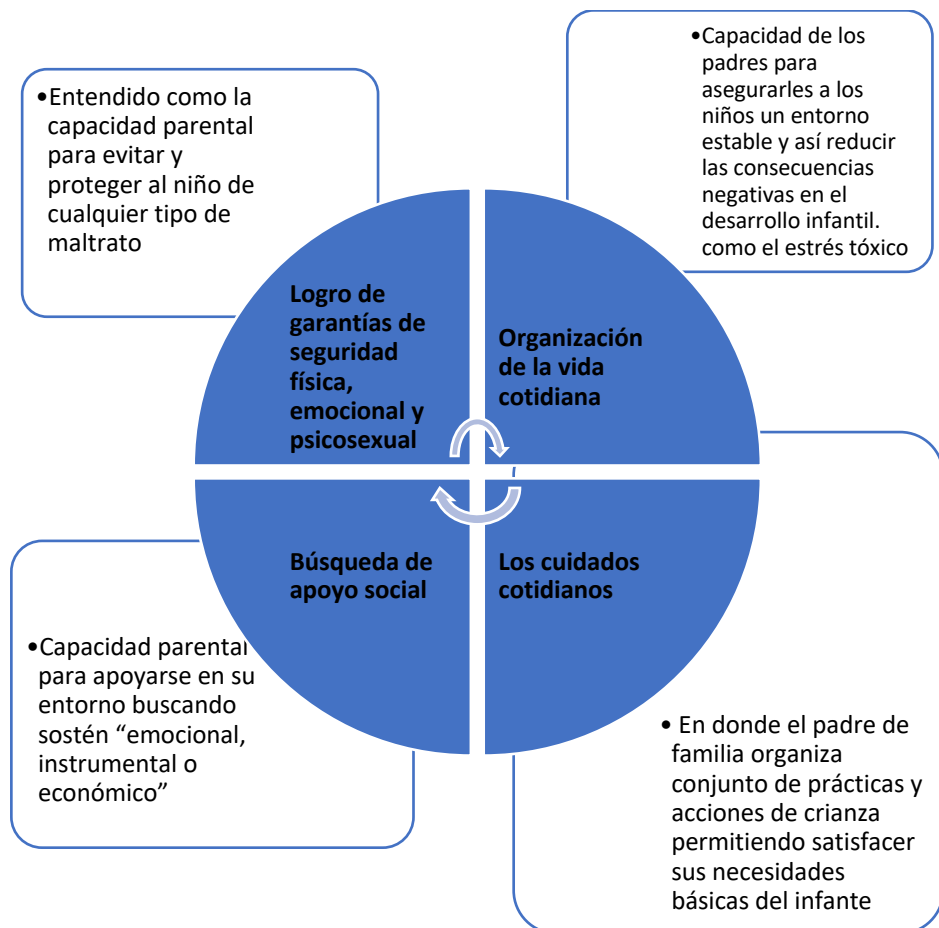 •Entendido como la
capacidad parental
para evitar y
proteger al niño de
cualquier tipo de
maltrato
•Capacidad de los
padres para
asegurarles a los
niños un entorno
estable y así reducir
las consecuencias
negativas en el
desarrollo infantil.
como el estrés tóxico
Logro de
garantías de
seguridad
física,
emocional y
psicosexual
Organización
de la vida
cotidiana
Búsqueda de
apoyo social
Los cuidados
cotidianos
•Capacidad parental
para apoyarse en su
entorno buscando
sostén “emocional,
instrumental o
económico”
• En donde el padre de
familia organiza
conjunto de prácticas y
acciones de crianza
permitiendo satisfacer
sus necesidades
básicas del infante